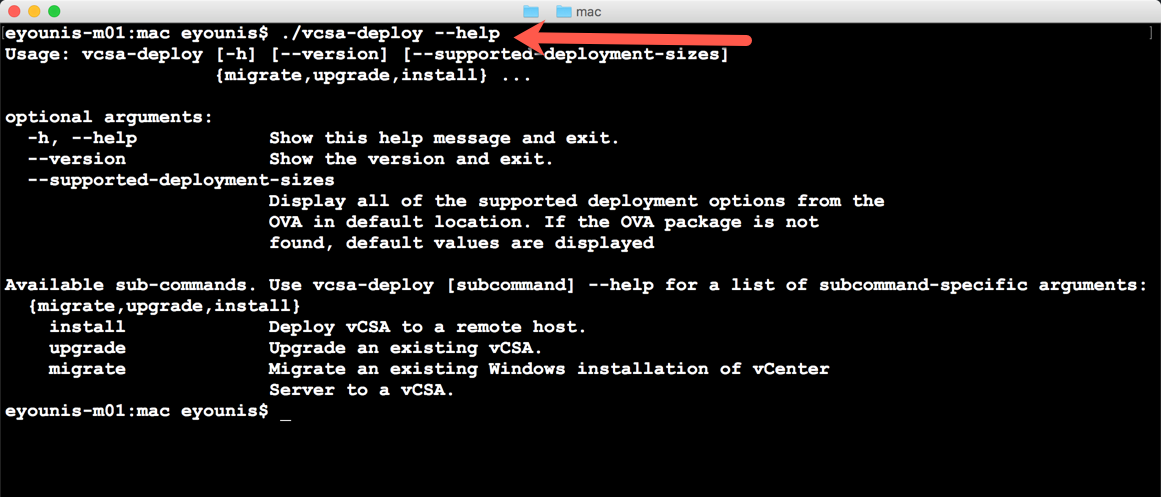 mac
eyounis-m01:mac eyounis$ ./vcsa-deploy --help
Usage: vcsa-deploy [-h] [--version] [--supported-deployment-sizes]
                   {migrate,upgrade,install} ...
optional arguments:
  -h, --help            Show this help message and exit.
  --version             Show the version and exit.
  --supported-deployment-sizes
                        Display all of the supported deployment options from the
                        OVA in default location. If the OVA package is not
                        found, default values are displayed
Available sub-commands. Use vcsa-deploy [subcommand] --help for a list of subcommand-specific arguments:
  {migrate,upgrade,install}
    install             Deploy vCSA to a remote host.
    upgrade             Upgrade an existing vCSA.
    migrate             Migrate an existing Windows installation of vCenter
                        Server to a vCSA.
eyounis-m01:mac eyounis$ _